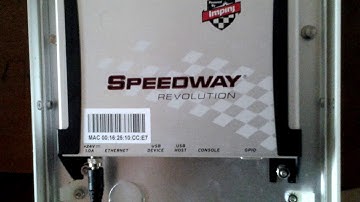 Impinj
SPEEDWAY
REVOLUTION
MAC 00:16:25:10:CC:E7
+24V ⎓
1.0A ETHERNET USB DEVICE USB HOST CONSOLE GPIO